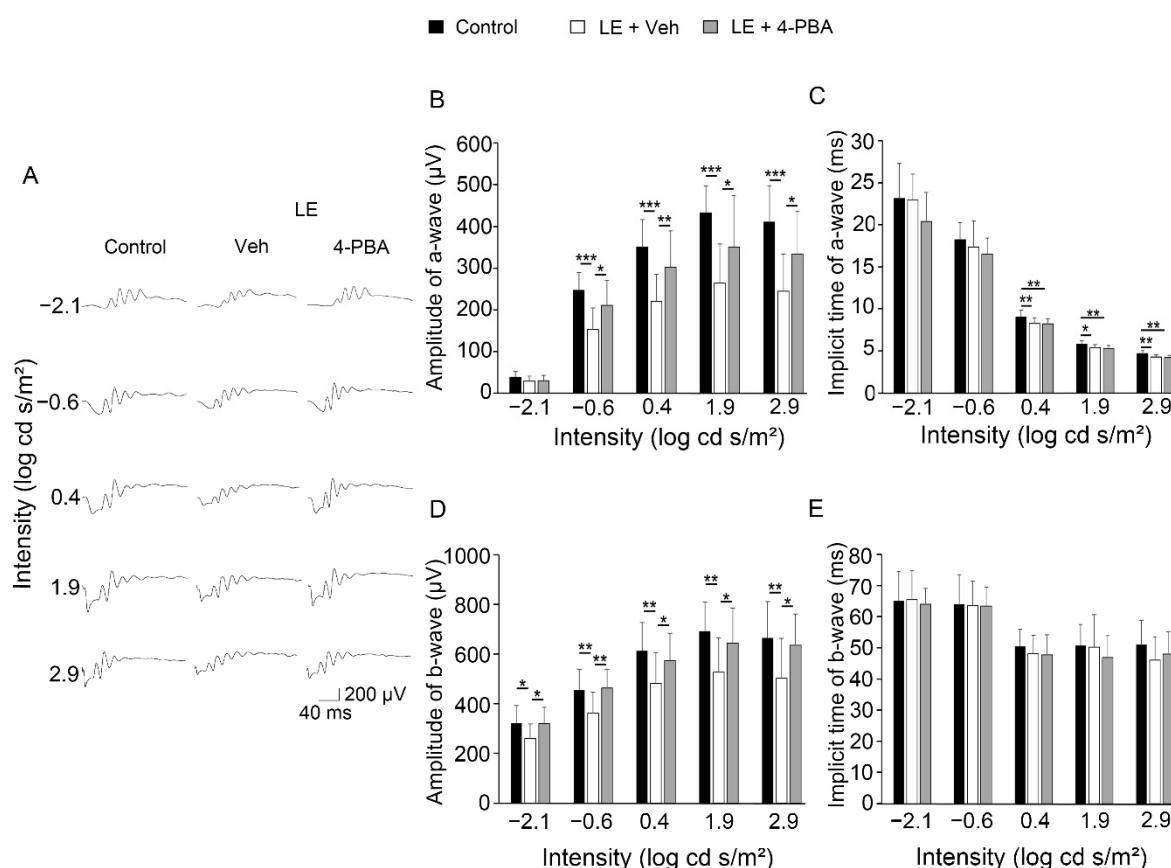 Control LE + Veh LE + 4-PBA
A
LE
Control Veh 4-PBA
Intensity (log cd s/m²)
−2.1
−0.6
0.4
1.9
2.9
200 µV
40 ms
B
Amplitude of a-wave (µV)
600
500
400
300
200
100
0
*** * *** ** *** * *** *
−2.1 −0.6 0.4 1.9 2.9
Intensity (log cd s/m²)
C
Implicit time of a-wave (ms)
30
25
20
15
10
5
0
** ** **
** * **
−2.1 −0.6 0.4 1.9 2.9
Intensity (log cd s/m²)
D
Amplitude of b-wave (µV)
1000
800
600
400
200
0
* * ** ** ** * ** * ** *
−2.1 −0.6 0.4 1.9 2.9
Intensity (log cd s/m²)
E
Implicit time of b-wave (ms)
80
70
60
50
40
30
20
10
0
−2.1 −0.6 0.4 1.9 2.9
Intensity (log cd s/m²)